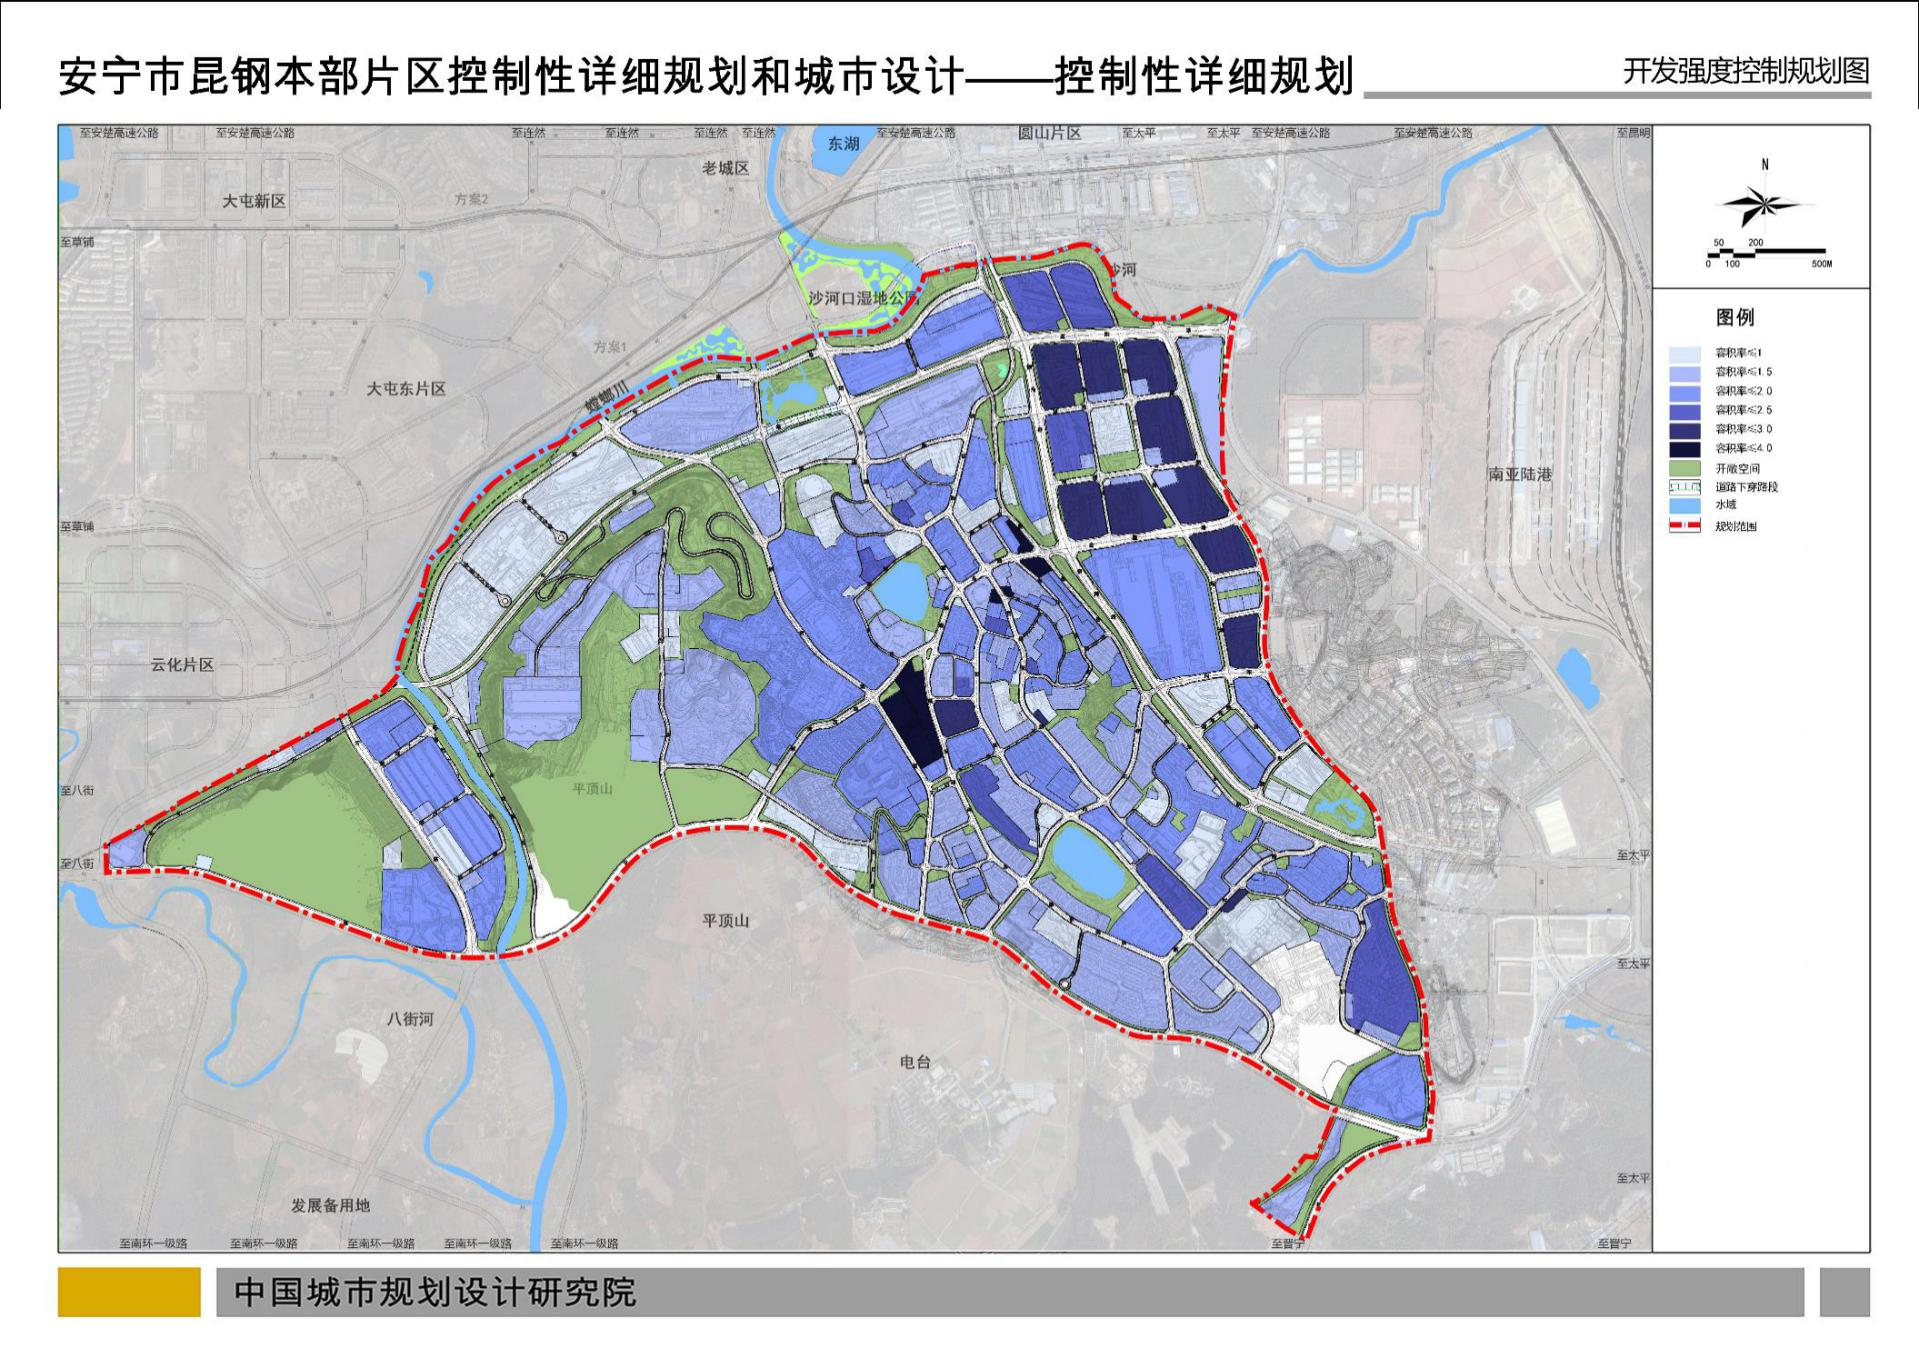 安宁市昆钢本部片区控制性详细规划和城市设计——控制性详细规划
开发强度控制规划图
至安楚高速公路
至安楚高速公路
至连然
至连然
至连然
至连然
至安楚高速公路
圆山片区
至太平
至太平
至安楚高速公路
至安楚高速公路
至昆明
东湖
老城区
大屯新区
方案2
至草铺
沙河
沙河口湿地公园
方案1
大屯东片区
螳螂川
南亚陆港
至草铺
云化片区
平顶山
至八街
至八街
至太平
平顶山
至太平
八街河
电台
至太平
发展备用地
至南环一级路
至南环一级路
至南环一级路
至南环一级路
至南环一级路
至晋宁
至晋宁
N
50 200
0 100 500M
图例
容积率≤1
容积率≤1.5
容积率≤2.0
容积率≤2.5
容积率≤3.0
容积率≤4.0
开敞空间
道路下穿路段
水域
规划范围
中国城市规划设计研究院